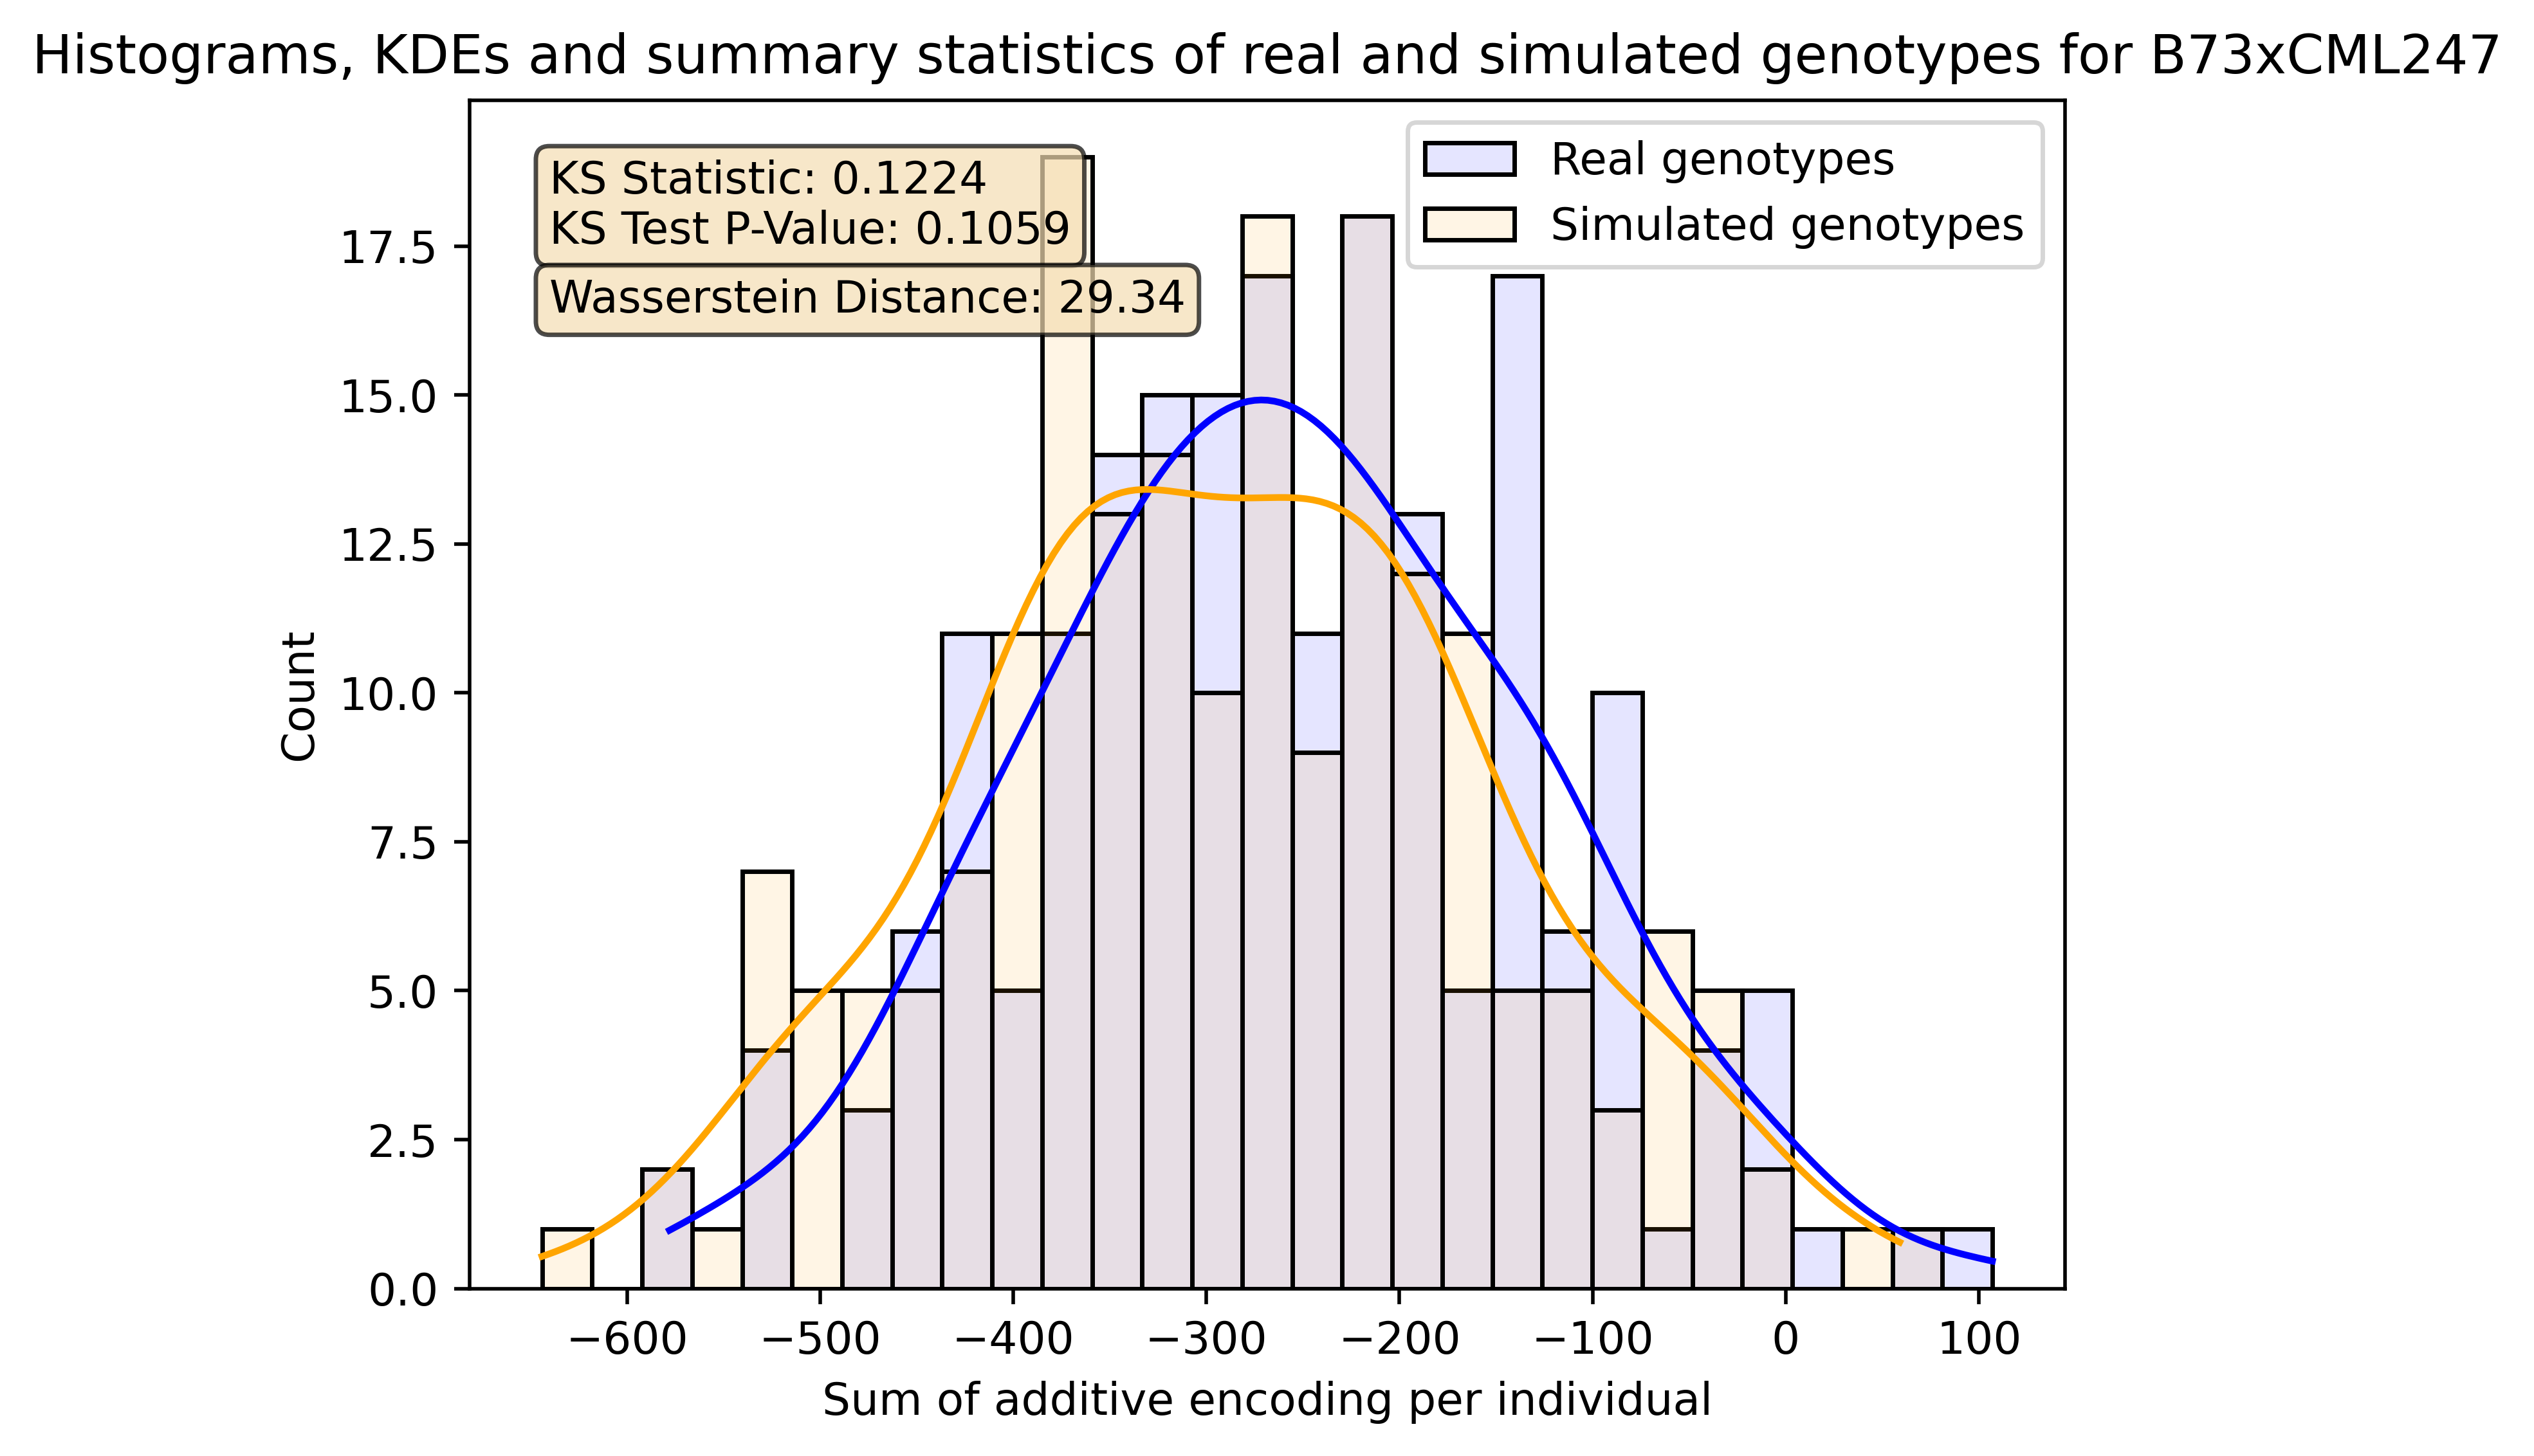 Histograms, KDEs and summary statistics of real and simulated genotypes for B73xCML247
KS Statistic: 0.1224
KS Test P-Value: 0.1059
Wasserstein Distance: 29.34
Real genotypes
Simulated genotypes
17.5
15.0
12.5
10.0
7.5
5.0
2.5
0.0
Count
−600
−500
−400
−300
−200
−100
0
100
Sum of additive encoding per individual